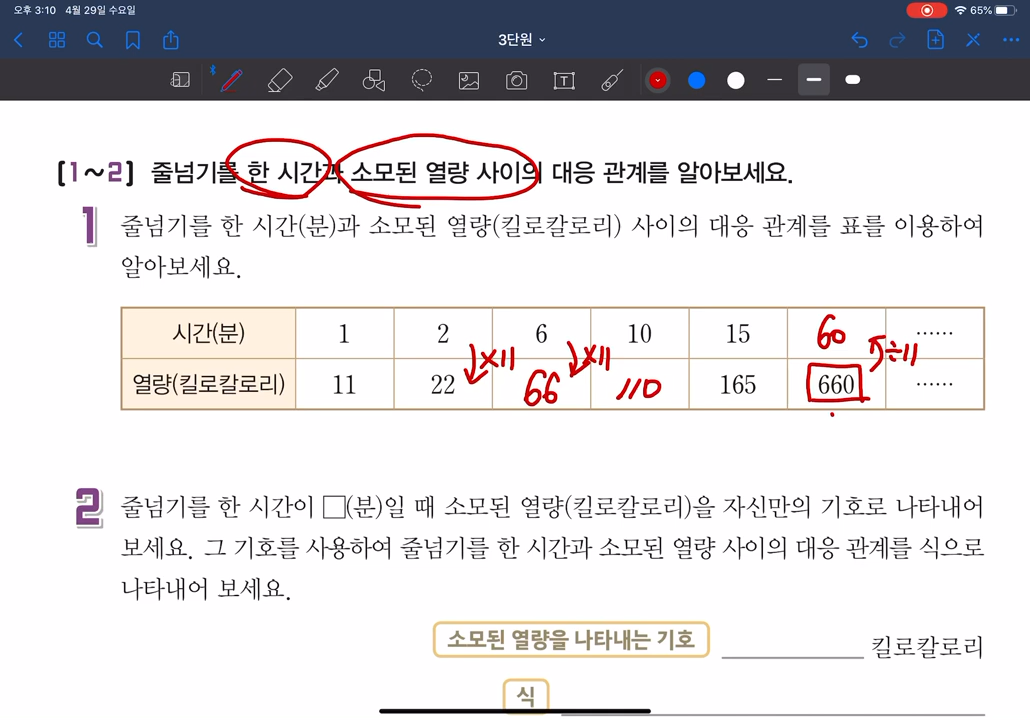 오후 3:10 4월 29일 수요일
65%
3단원
[1~2] 줄넘기를 한 시간과 소모된 열량 사이의 대응 관계를 알아보세요.
1 줄넘기를 한 시간(분)과 소모된 열량(킬로칼로리) 사이의 대응 관계를 표를 이용하여
알아보세요.
시간(분) 1 2 6 10 15 60 ……
×11 ×11 ÷11
열량(킬로칼로리) 11 22 66 110 165 660 ……
2 줄넘기를 한 시간이 □(분)일 때 소모된 열량(킬로칼로리)을 자신만의 기호로 나타내어
보세요. 그 기호를 사용하여 줄넘기를 한 시간과 소모된 열량 사이의 대응 관계를 식으로
나타내어 보세요.
소모된 열량을 나타내는 기호 킬로칼로리
식